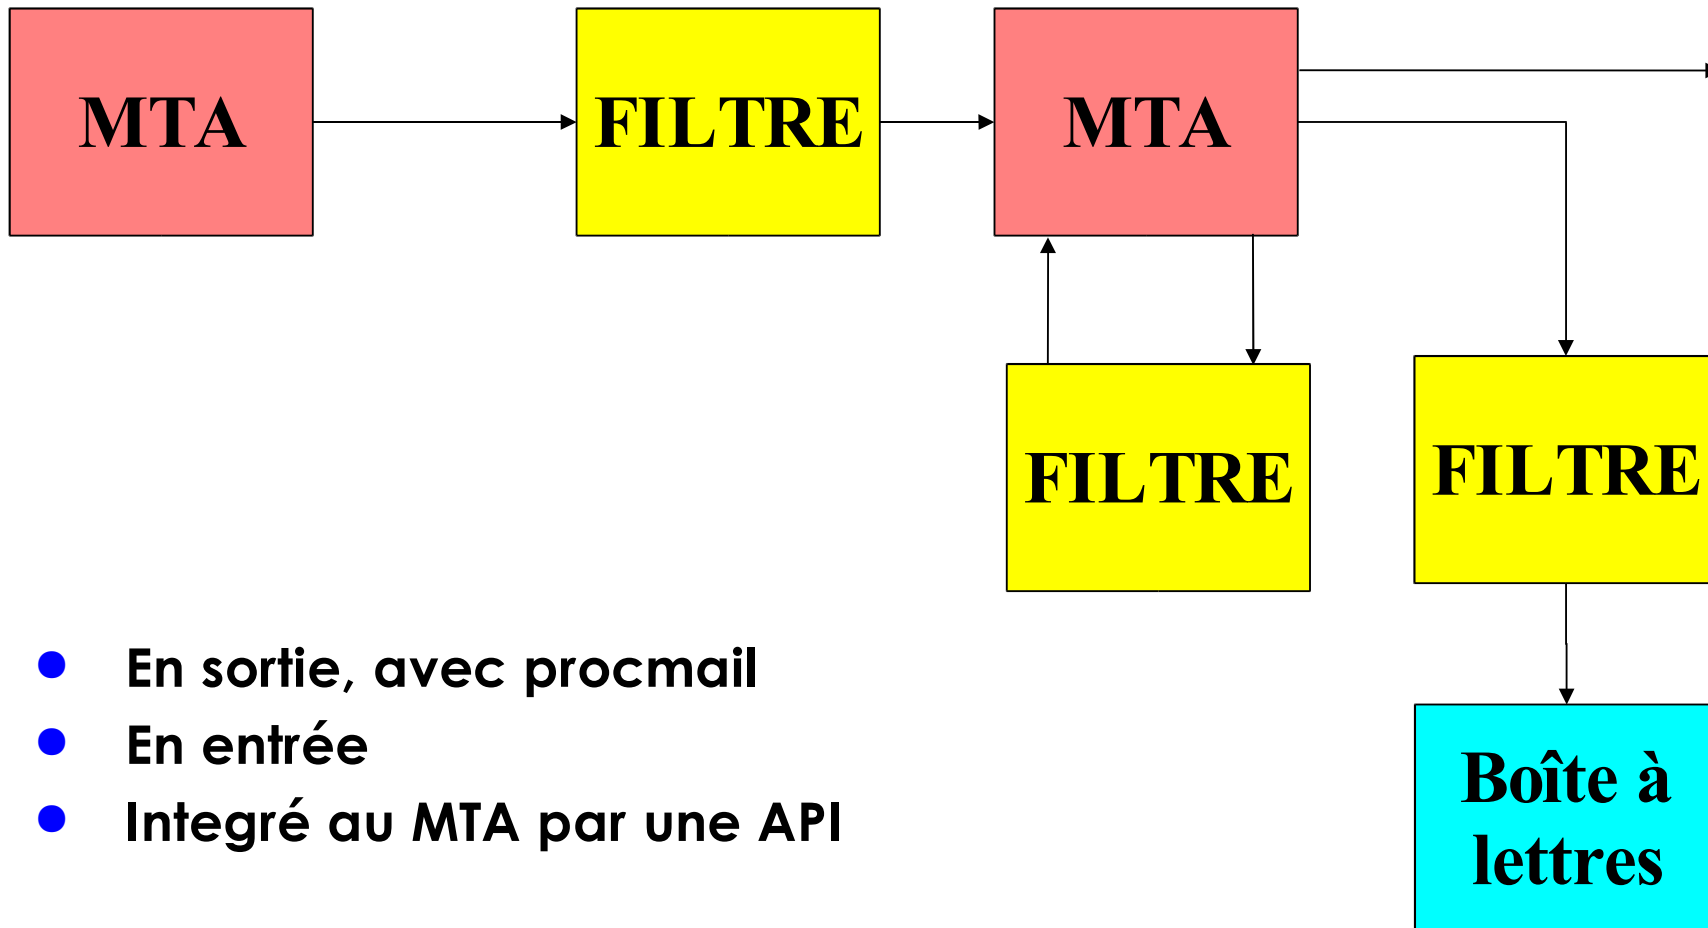 MTA
FILTRE
MTA
FILTRE
FILTRE
En sortie, avec procmail
En entrée
Integré au MTA par une API
Boîte à
lettres